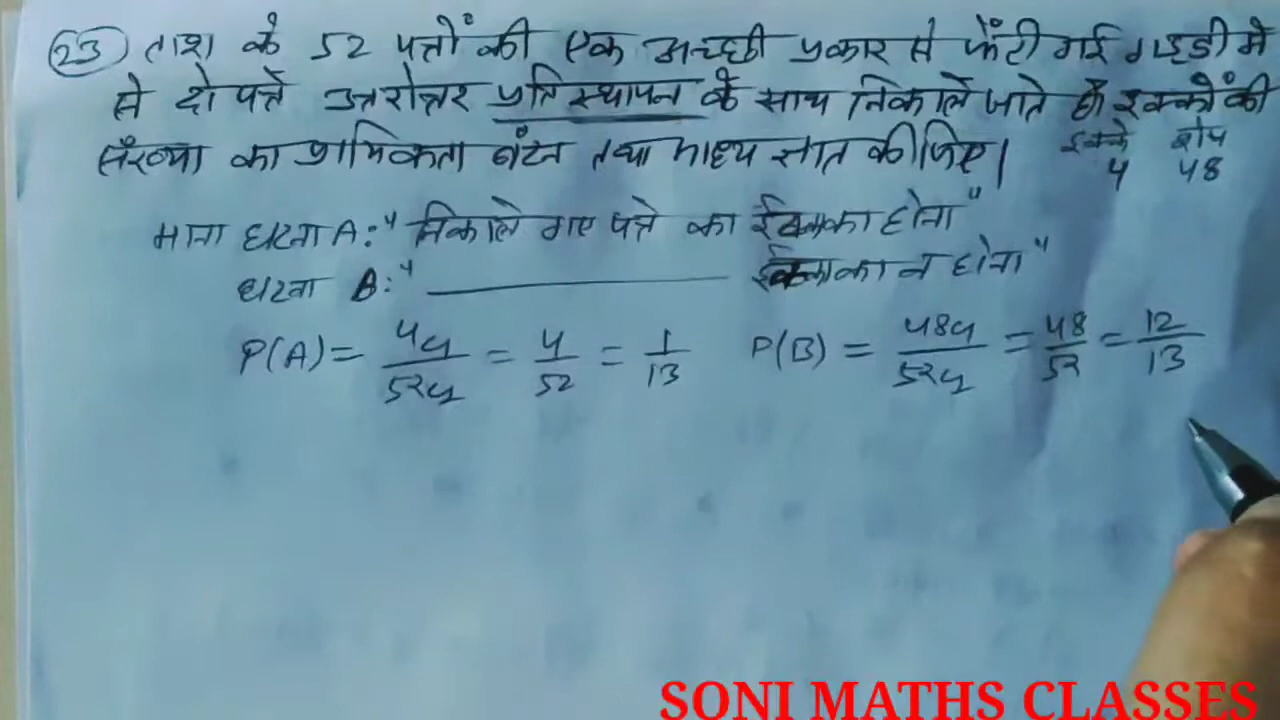 (23) ताश के 52 पत्तों की एक अच्छी प्रकार से फेंटी गई गड्डी में
से दो पत्ते उत्तरोत्तर प्रतिस्थापन के साथ निकाले जाते हैं। इक्कों की
संख्या का प्रायिकता बंटन तथा माध्य ज्ञात कीजिए।
इक्के शेष
4 48
माना घटना A: "निकाले गए पत्ते का ईक्का होना"
घटना B: " ———— ईक्का का न होना"
P(A) = 4C1/52C1 = 4/52 = 1/13 P(B) = 48C1/52C1 = 48/52 = 12/13
SONI MATHS CLASSES